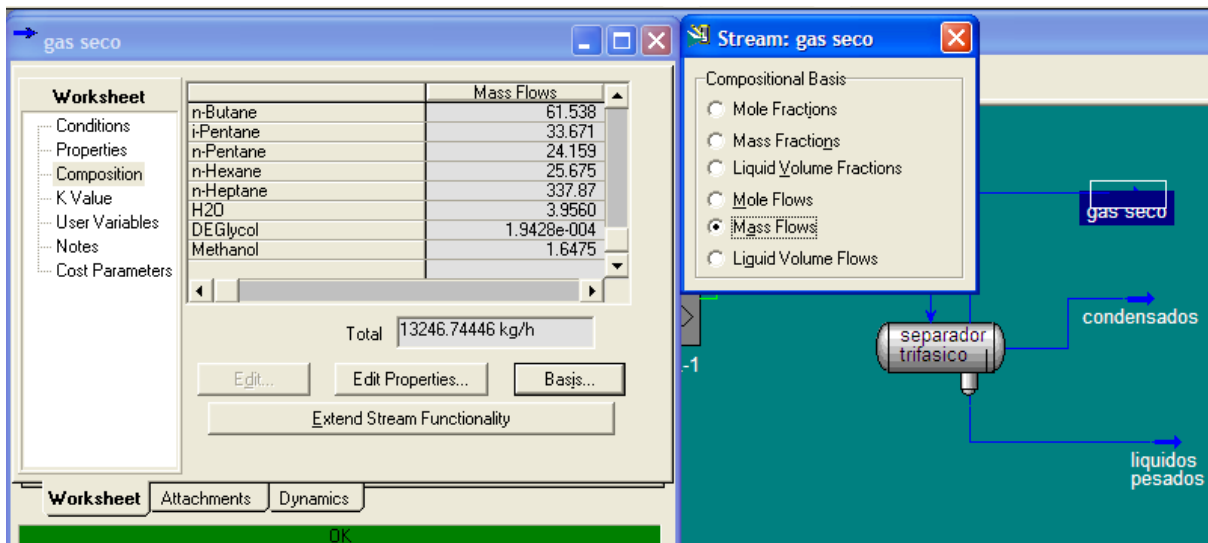 gas seco
Worksheet
Conditions
Properties
Composition
K Value
User Variables
Notes
Cost Parameters
Mass Flows
n-Butane 61.538
i-Pentane 33.671
n-Pentane 24.159
n-Hexane 25.675
n-Heptane 337.87
H2O 3.9560
DEGlycol 1.9428e-004
Methanol 1.6475
Total 13246.74446 kg/h
Edit... Edit Properties... Basis...
Extend Stream Functionality
Worksheet Attachments Dynamics
OK
Stream: gas seco
Compositional Basis
Mole Fractions
Mass Fractions
Liquid Volume Fractions
Mole Flows
Mass Flows
Liquid Volume Flows
gas seco
condensados
separador
trifasico
-1
liquidos
pesados